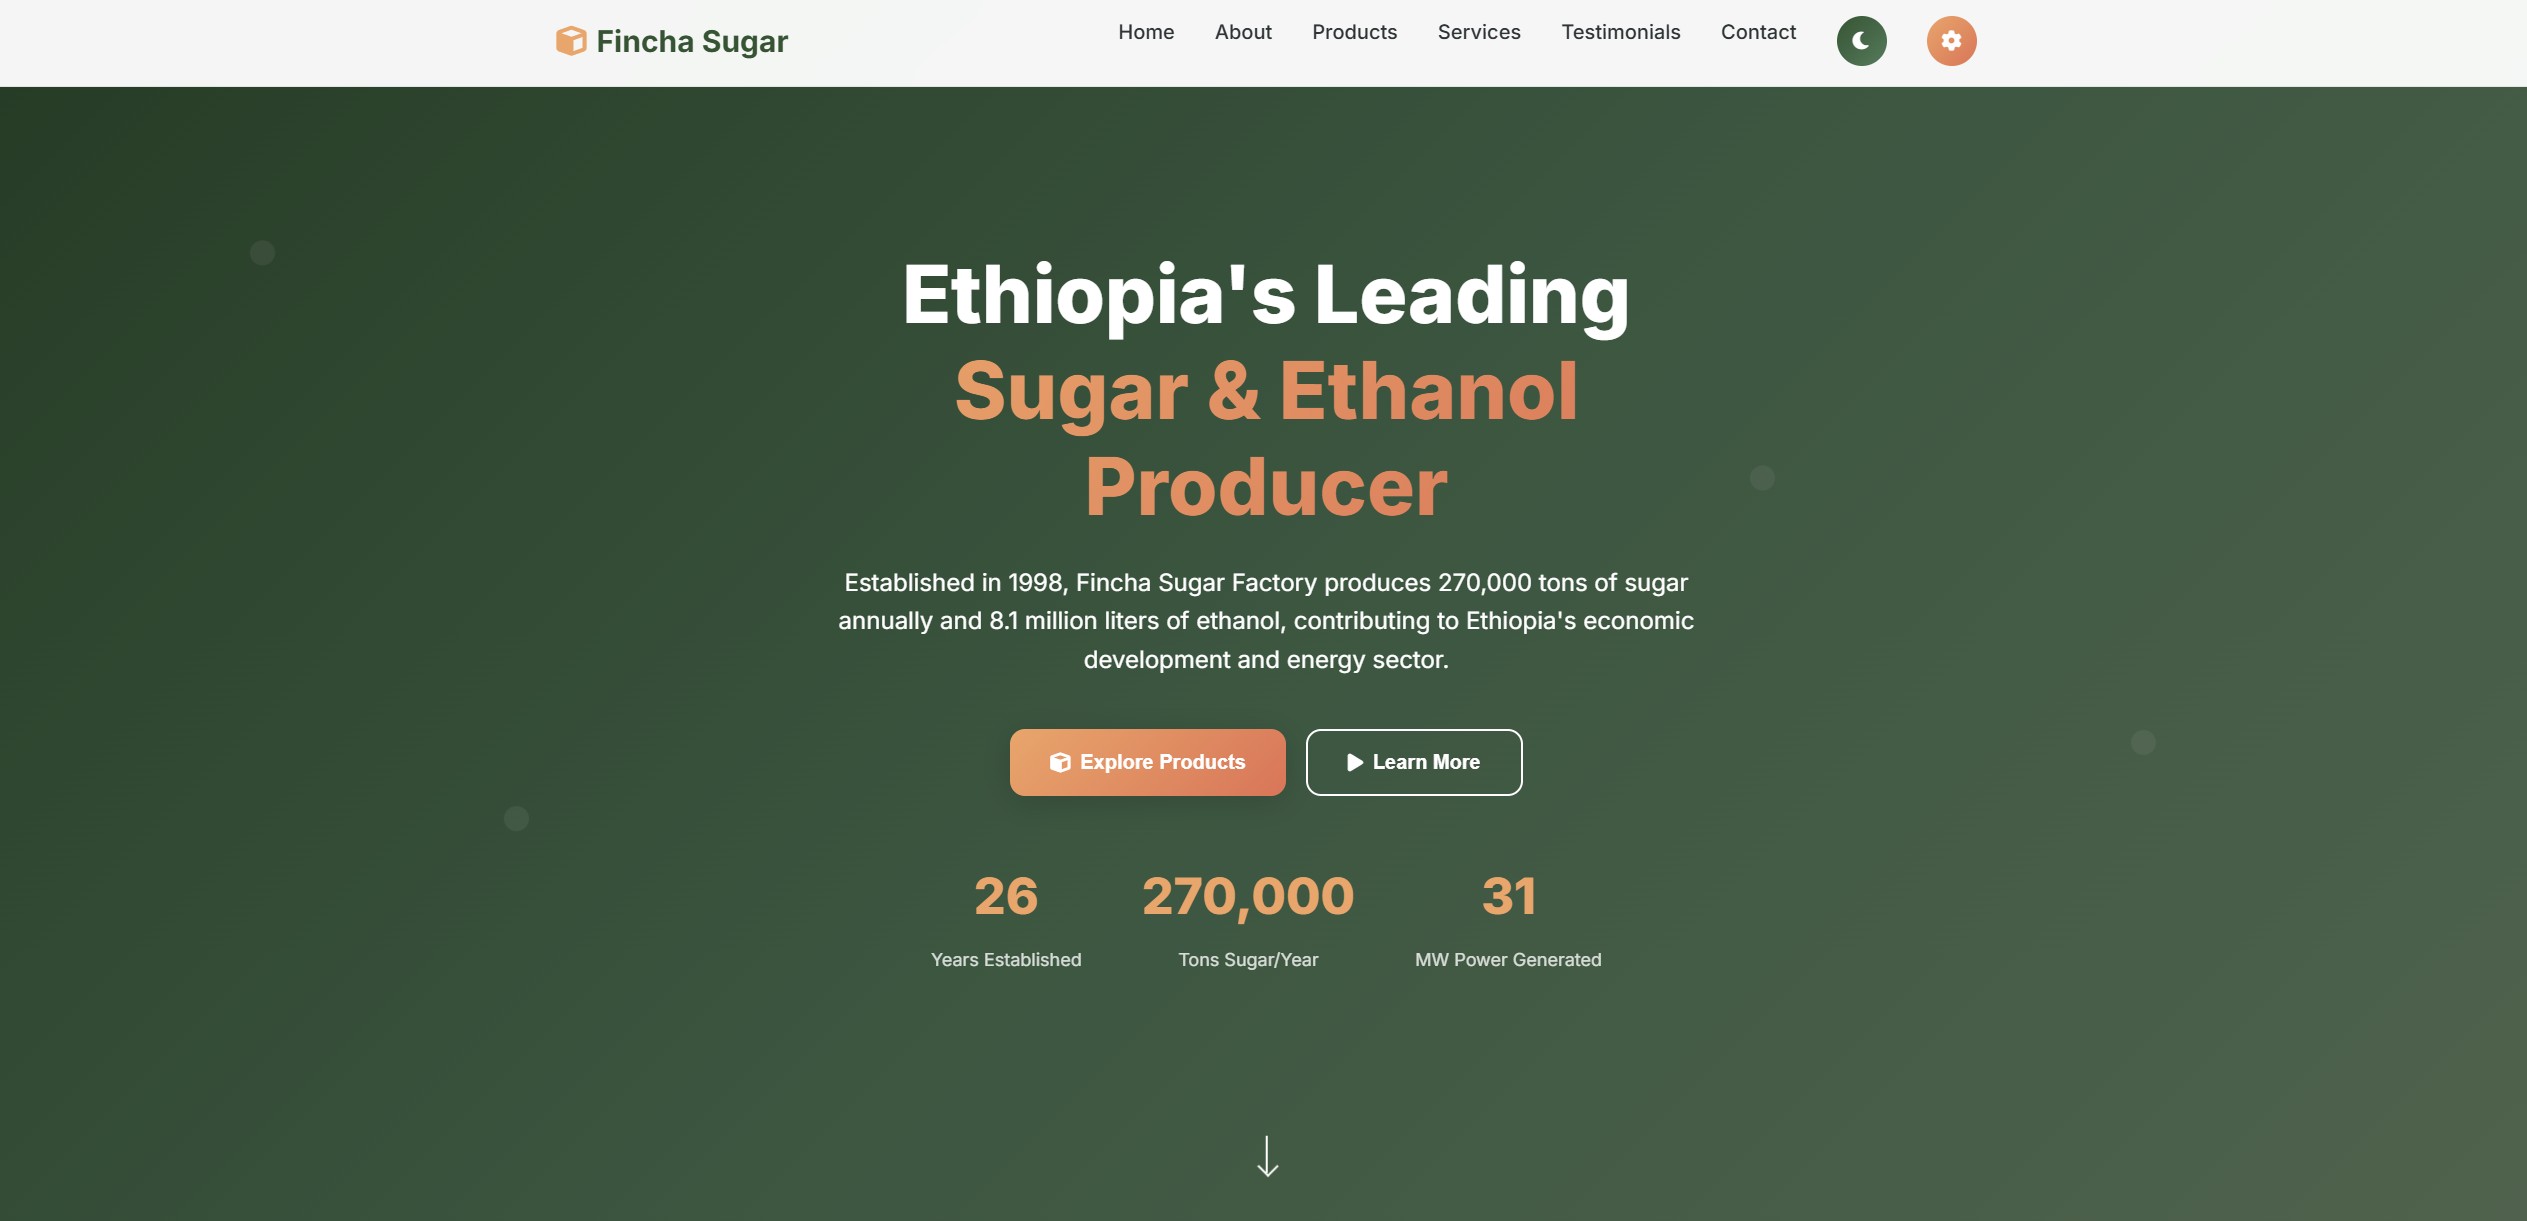 Fincha Sugar
Home About Products Services Testimonials Contact
Ethiopia's Leading
Sugar & Ethanol
Producer
Established in 1998, Fincha Sugar Factory produces 270,000 tons of sugar
annually and 8.1 million liters of ethanol, contributing to Ethiopia's economic
development and energy sector.
Explore Products Learn More
26 270,000 31
Years Established Tons Sugar/Year MW Power Generated